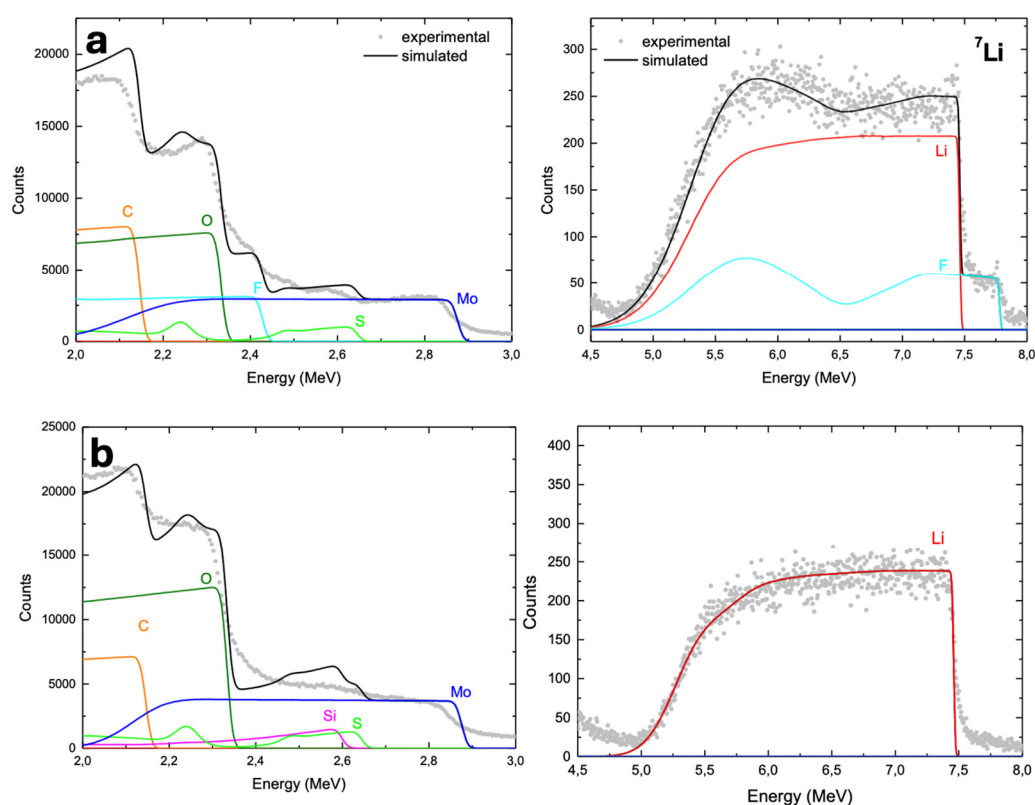 a
experimental
simulated
20000
15000
10000
5000
0
Counts
C
O
F
S
Mo
2,0
2,2
2,4
2,6
2,8
3,0
Energy (MeV)
experimental
simulated
⁷Li
300
250
200
150
100
50
0
Counts
Li
F
4,5
5,0
5,5
6,0
6,5
7,0
7,5
8,0
Energy (MeV)
b
25000
20000
15000
10000
5000
0
Counts
O
C
Si
S
Mo
2,0
2,2
2,4
2,6
2,8
3,0
Energy (MeV)
400
350
300
250
200
150
100
50
0
Counts
Li
4,5
5,0
5,5
6,0
6,5
7,0
7,5
8,0
Energy (MeV)